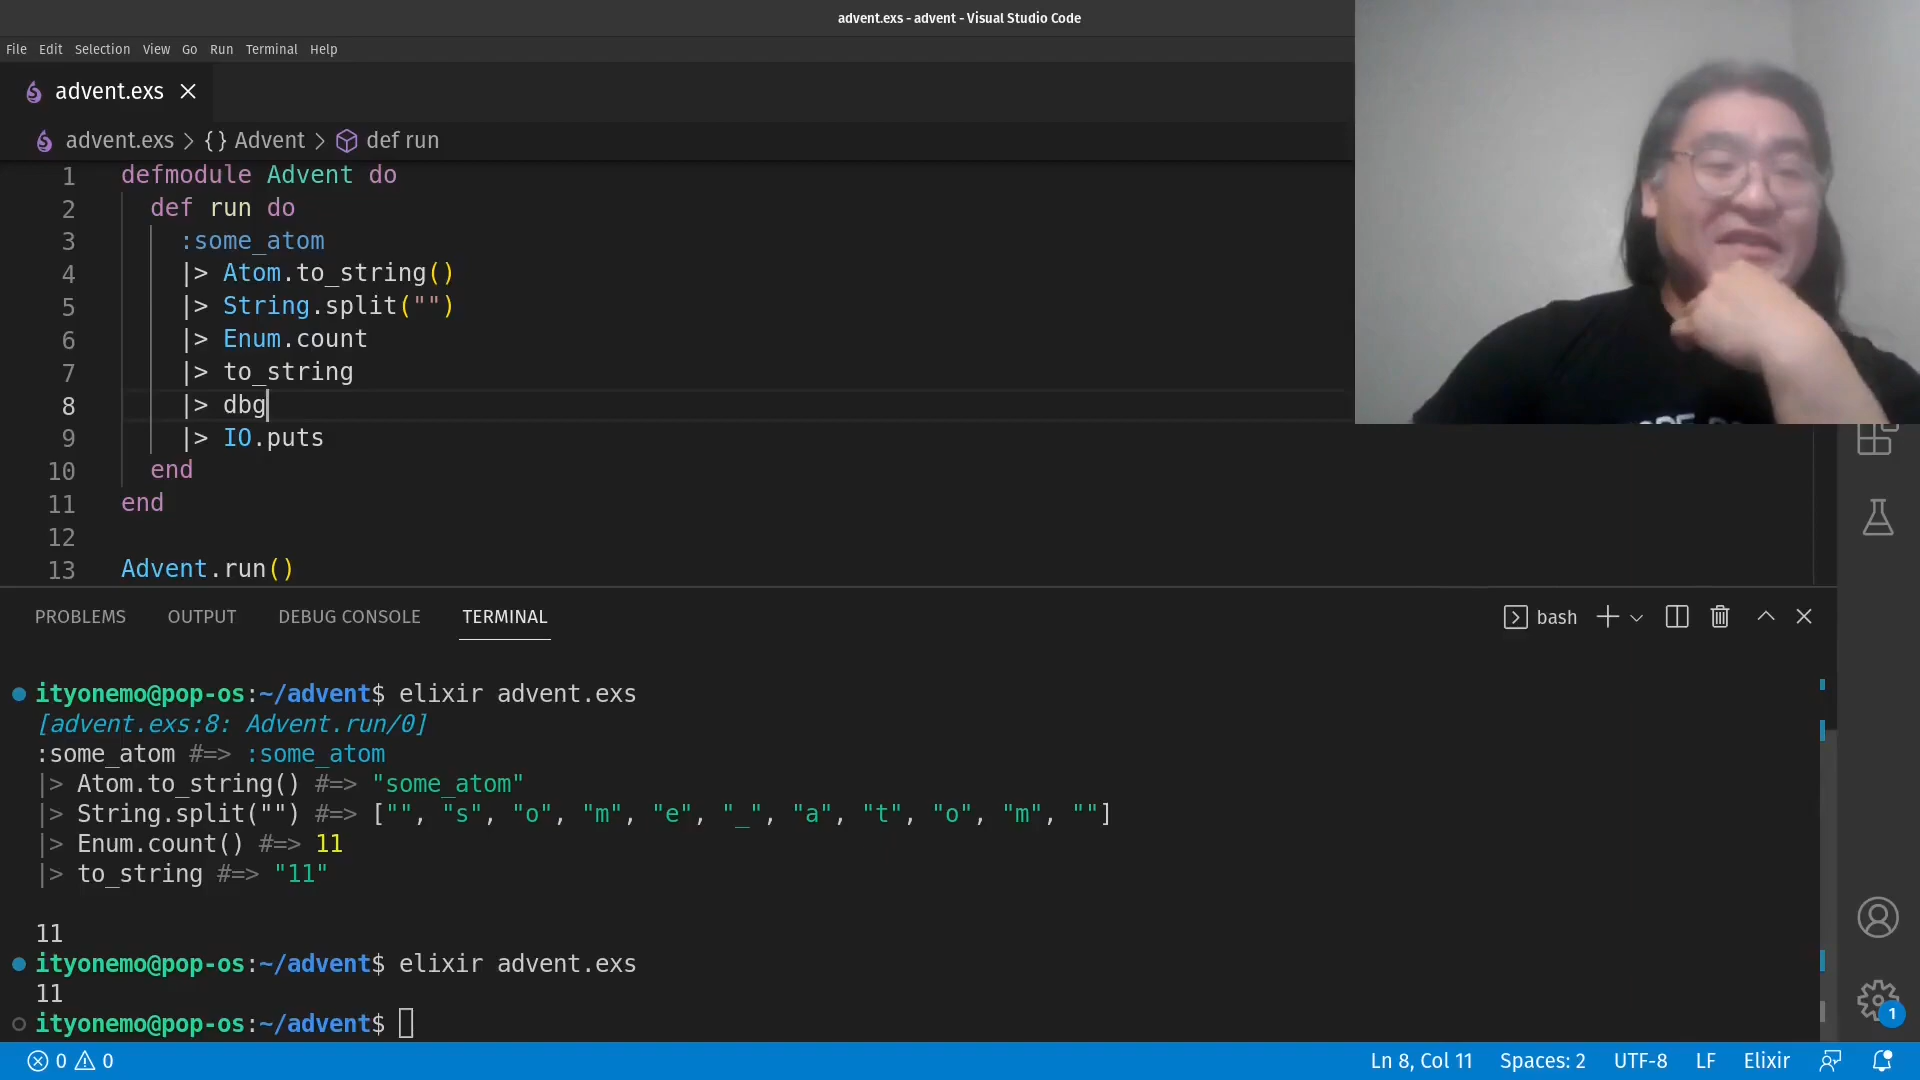 advent.exs - advent - Visual Studio Code
File Edit Selection View Go Run Terminal Help
advent.exs
advent.exs > {} Advent > def run
1 defmodule Advent do
2 def run do
3 :some_atom
4 |> Atom.to_string()
5 |> String.split("")
6 |> Enum.count
7 |> to_string
8 |> dbg
9 |> IO.puts
10 end
11 end
12
13 Advent.run()
PROBLEMS OUTPUT DEBUG CONSOLE TERMINAL bash
ityonemo@pop-os:~/advent$ elixir advent.exs
[advent.exs:8: Advent.run/0]
:some_atom #=> :some_atom
|> Atom.to_string() #=> "some_atom"
|> String.split("") #=> ["", "s", "o", "m", "e", "_", "a", "t", "o", "m", ""]
|> Enum.count() #=> 11
|> to_string #=> "11"
11
ityonemo@pop-os:~/advent$ elixir advent.exs
11
ityonemo@pop-os:~/advent$
1
0 0 Ln 8, Col 11 Spaces: 2 UTF-8 LF Elixir